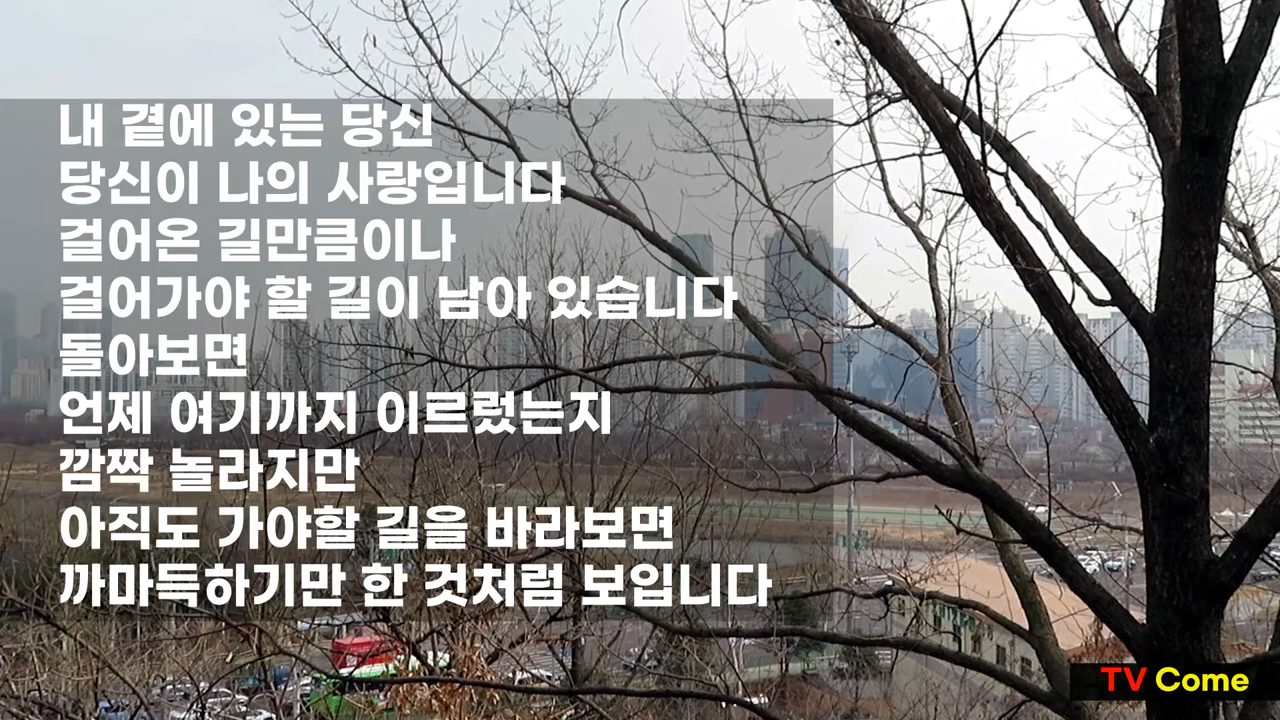 내 곁에 있는 당신
당신이 나의 사랑입니다
걸어온 길만큼이나
걸어가야 할 길이 남아 있습니다
돌아보면
언제 여기까지 이르렀는지
깜짝 놀라지만
아직도 가야할 길을 바라보면
까마득하기만 한 것처럼 보입니다
TV Come